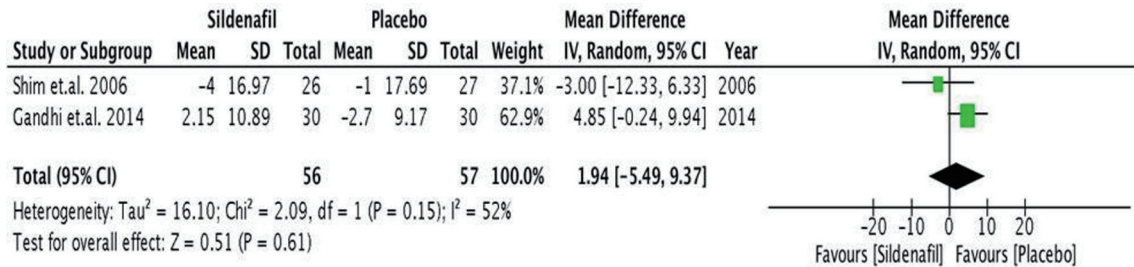 Sildenafil Placebo Mean Difference Mean Difference
Study or Subgroup Mean SD Total Mean SD Total Weight IV, Random, 95% CI Year IV, Random, 95% CI
Shim et.al. 2006 -4 16.97 26 -1 17.69 27 37.1% -3.00 [-12.33, 6.33] 2006
Gandhi et.al. 2014 2.15 10.89 30 -2.7 9.17 30 62.9% 4.85 [-0.24, 9.94] 2014
Total (95% CI) 56 57 100.0% 1.94 [-5.49, 9.37]
Heterogeneity: Tau² = 16.10; Chi² = 2.09, df = 1 (P = 0.15); I² = 52%
Test for overall effect: Z = 0.51 (P = 0.61)
-20 -10 0 10 20
Favours [Sildenafil] Favours [Placebo]